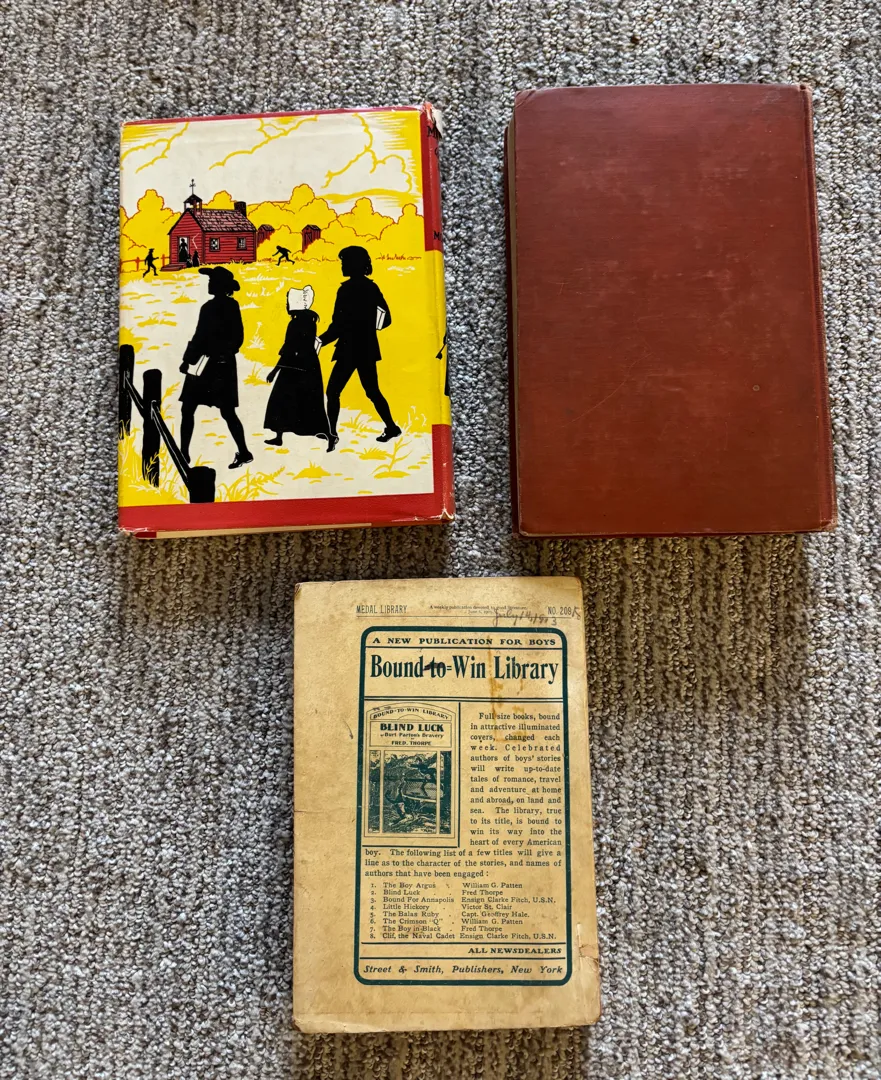 MEDAL LIBRARY
A weekly publication devoted to good literature.
NO. 209
A NEW PUBLICATION FOR BOYS
Bound-to-Win Library
BOUND-TO-WIN LIBRARY
BLIND LUCK
FRED. THORPE
Full size books, bound
in attractive illuminated
covers, changed each
week. Celebrated
authors of boys' stories
will write up-to-date
tales of romance, travel
and adventure at home
and abroad, on land and
sea. The library, true
to its title, is bound to
win its way into the
heart of every American
boy. The following list of a few titles will give a
line as to the character of the stories, and names of
authors that have been engaged :
1. The Boy Argus . William G. Patten
2. Blind Luck . . Fred Thorpe
3. Bound For Annapolis Ensign Clarke Fitch, U.S.N.
4. Little Hickory . . Victor St. Clair
5. The Balas Ruby . Capt. Geoffrey Hale.
6. The Crimson "Q" . William G. Patten
7. The Boy in Black . Fred Thorpe
8. Clif, the Naval Cadet Ensign Clarke Fitch, U.S.N.
ALL NEWSDEALERS
Street & Smith, Publishers, New York